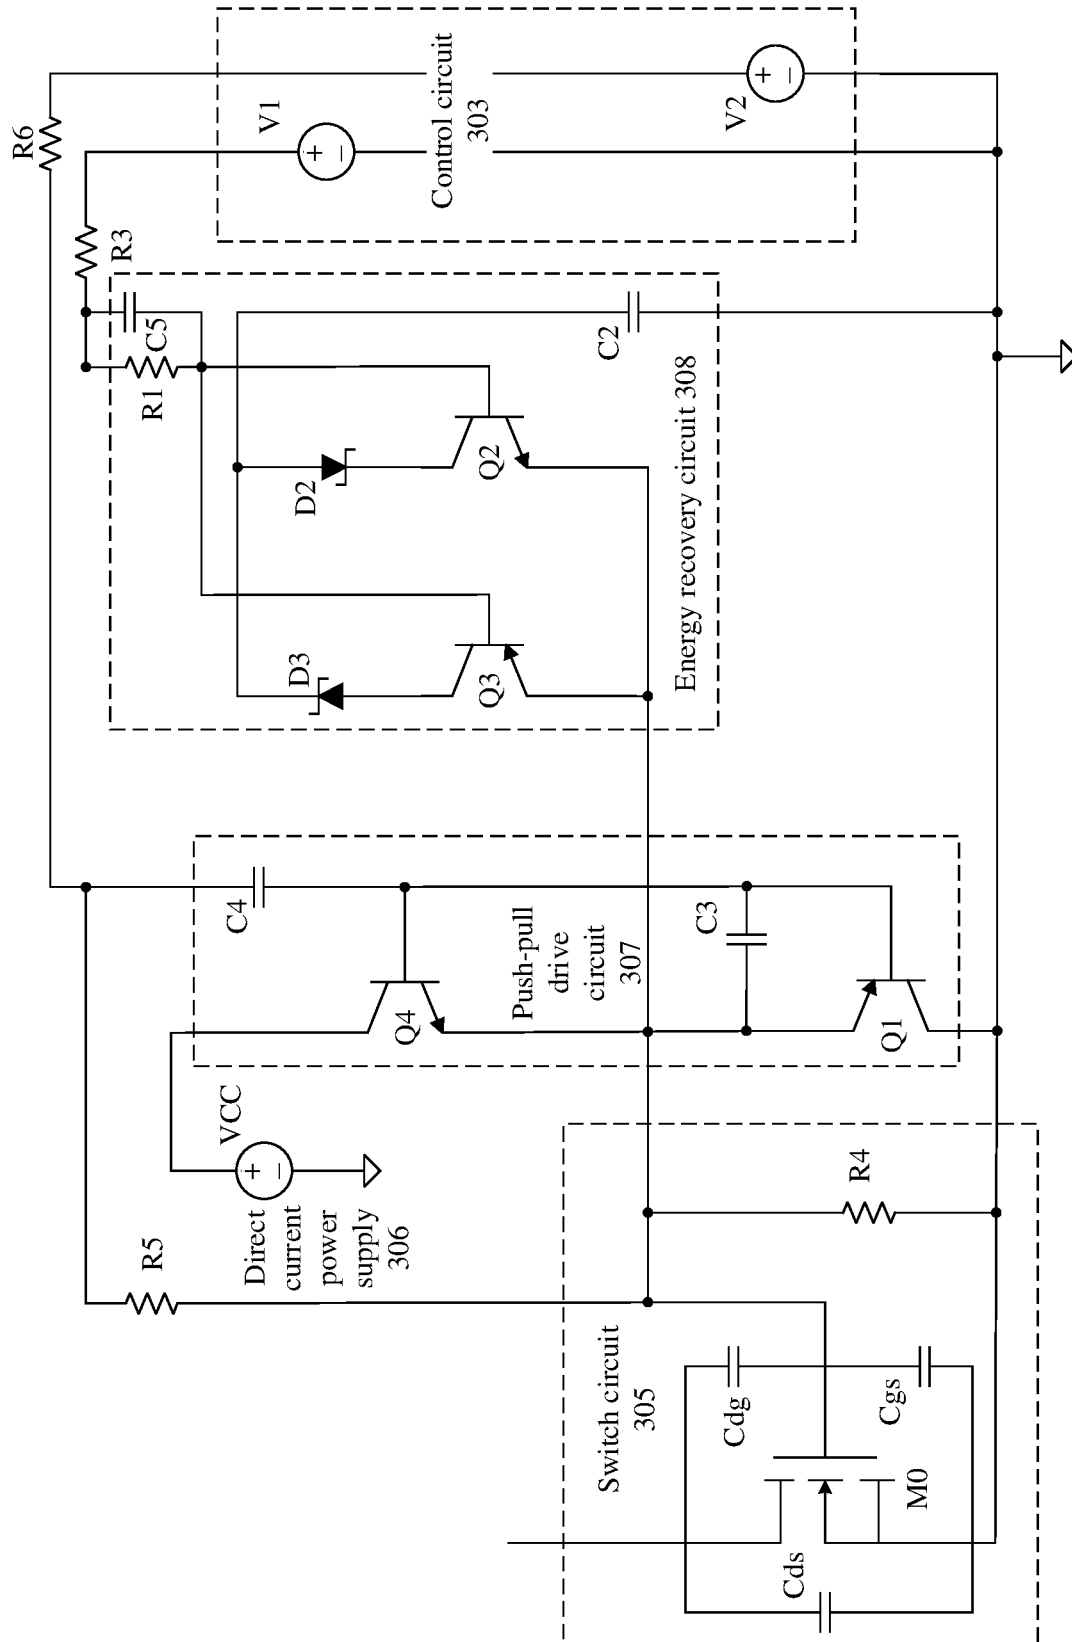 R6
R5
R3
R1
C5
Direct
current
power
supply
306
VCC
+
−
C4
Q4
Push-pull
drive
circuit
307
C3
Q1
D3
D2
Q3
Q2
C2
Energy recovery circuit 308
V1
+
−
Control circuit
303
V2
+
−
Switch circuit
305
Cdg
Cds
Cgs
M0
R4